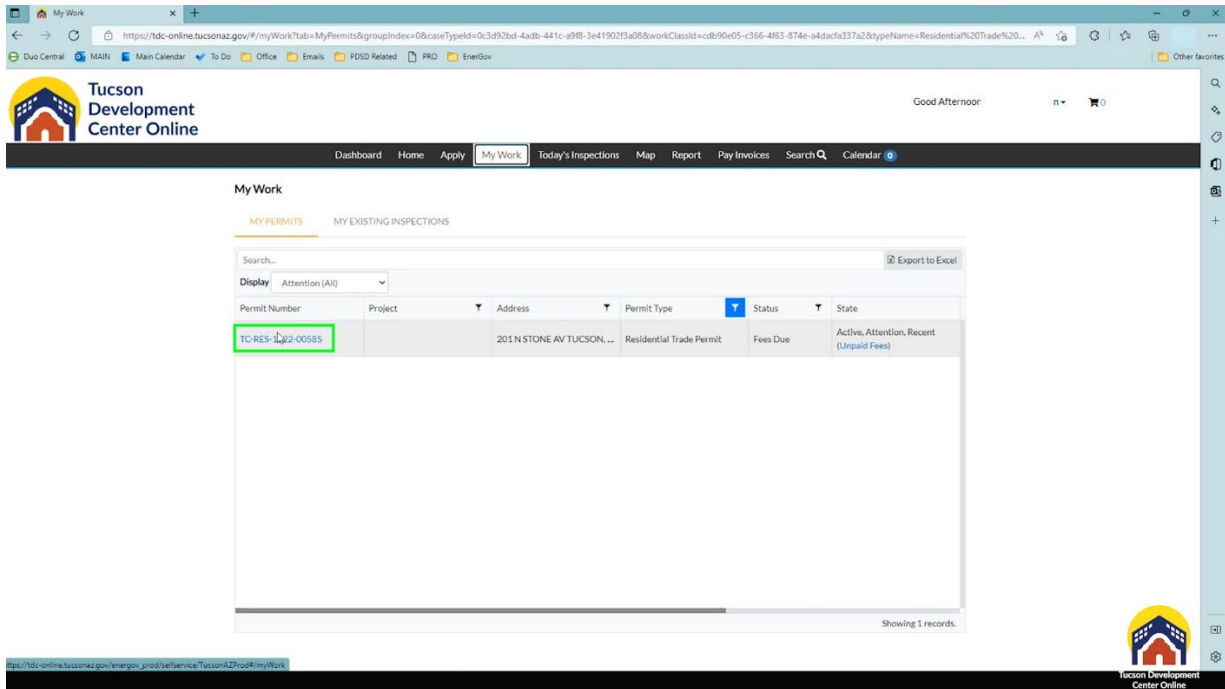 My Work
https://tdc-online.tucsonaz.gov/#/myWork?tab=MyPermits&groupIndex=0&caseTypeId=0c3d92bd-4adb-441c-a9f8-3e41902f3a08&workClassId=cdb90e05-c366-4f63-874e-a4dacfa337a2&typeName=Residential%20Trade%20...
Duo Central MAIN Main Calendar To Do Office Emails PDSD Related PRO EnerGov Other favorites
Tucson
Development
Center Online
Good Afternoon n 0
Dashboard Home Apply My Work Today's Inspections Map Report Pay Invoices Search Calendar 0
My Work
MY PERMITS MY EXISTING INSPECTIONS
Search... Export to Excel
Display Attention (All)
Permit Number Project Address Permit Type Status State
201 N STONE AV TUCSON, ... Residential Trade Permit Fees Due Active, Attention, Recent
(Unpaid Fees)
Showing 1 records.
https://tdc-online.tucsonaz.gov/energov_prod/selfservice/TucsonAZProd#/myWork
Tucson Development
Center Online